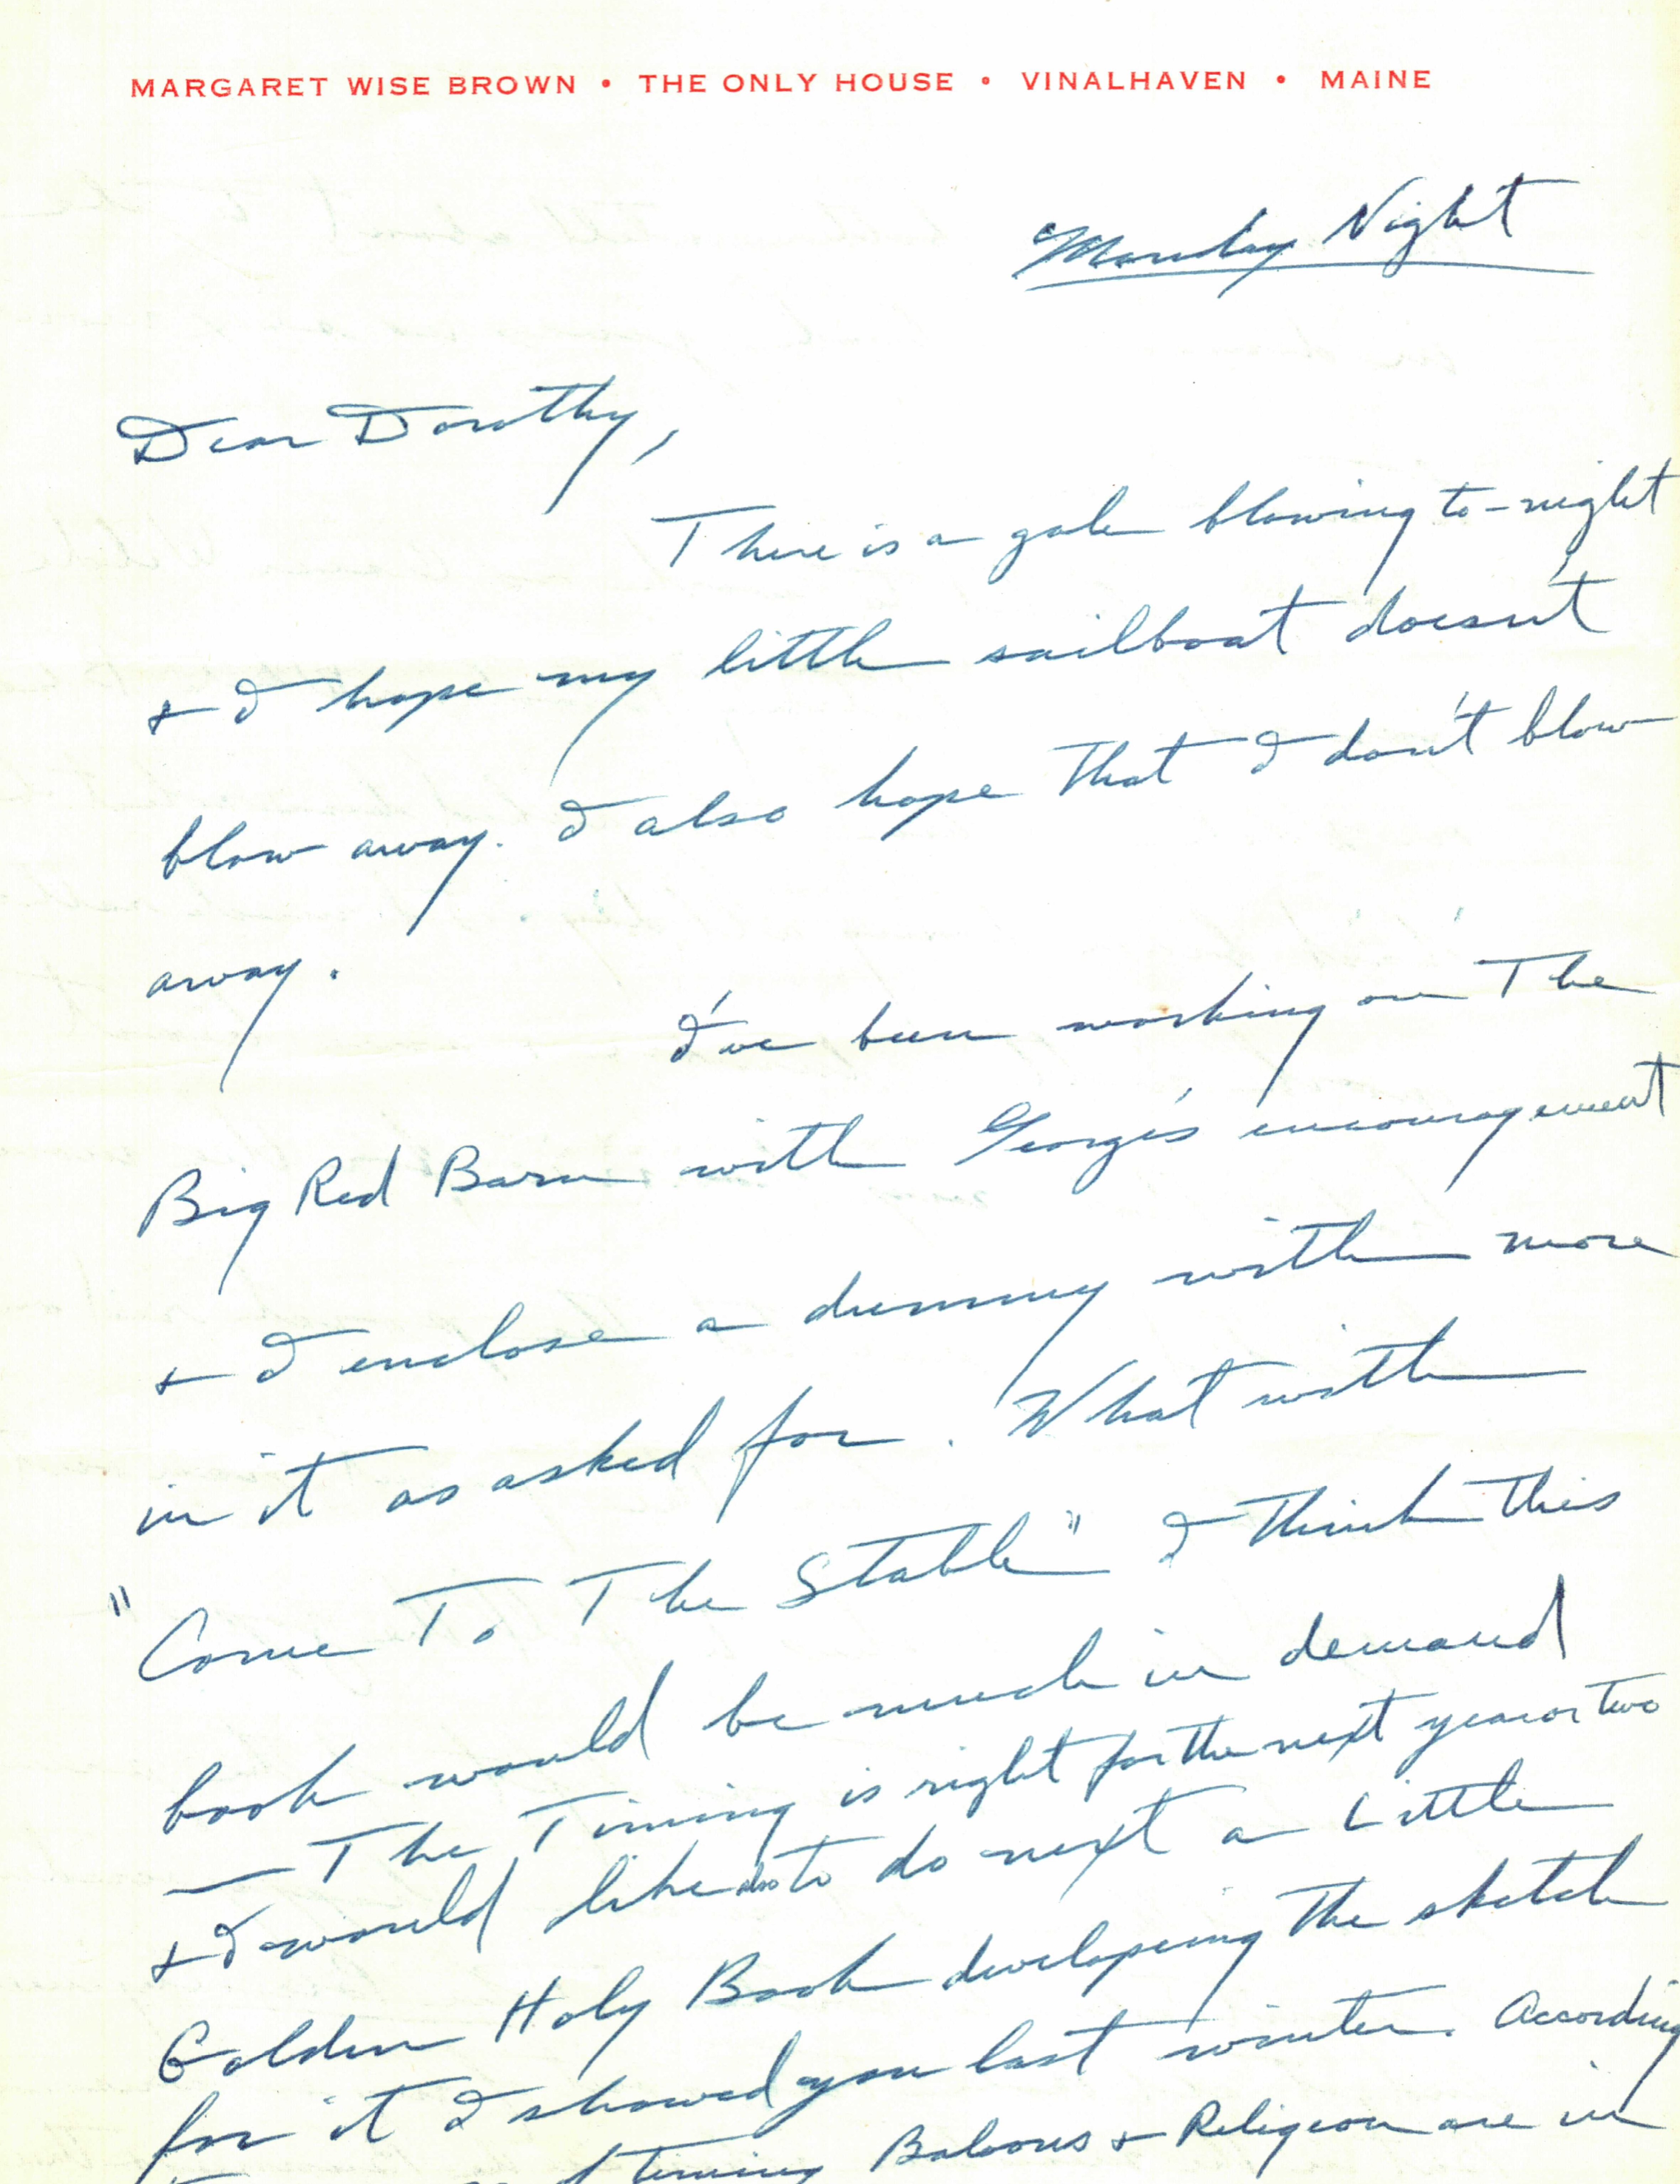 MARGARET WISE BROWN • THE ONLY HOUSE • VINALHAVEN • MAINE
Monday Night
Dear Dorothy,
There is a gale blowing to-night
& I hope my little sailboat doesn't
blow away. I also hope that I don't blow
away.
I've been working on The
Big Red Barn with George's encouragement
& I enclose a dummy with more
in it as asked for. What with
"Come To The Stable" I think this
book would be much in demand
— The Timing is right for the next year or two
& I would like also to do next a Little
Golden Holy Book developeing the sketch
for it I showed you last winter. According
timing Baboons & Religeon are in